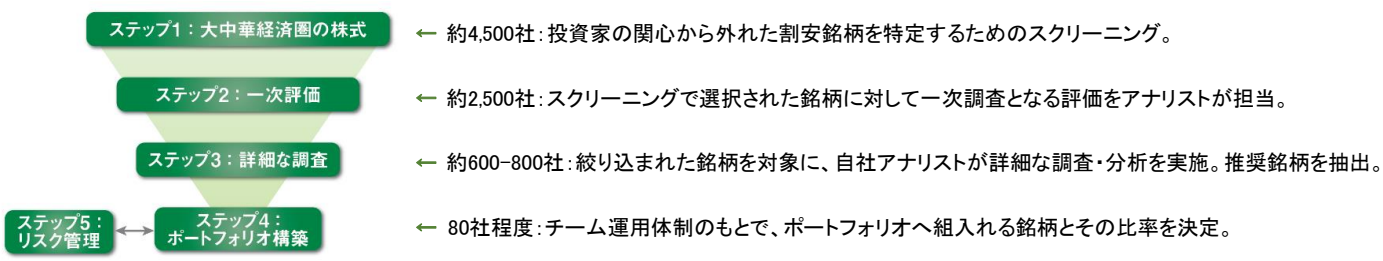 ステップ1：大中華経済圏の株式 ← 約4,500社：投資家の関心から外れた割安銘柄を特定するためのスクリーニング。
ステップ2：一次評価 ← 約2,500社：スクリーニングで選択された銘柄に対して一次調査となる評価をアナリストが担当。
ステップ3：詳細な調査 ← 約600-800社：絞り込まれた銘柄を対象に、自社アナリストが詳細な調査・分析を実施。推奨銘柄を抽出。
ステップ5：
リスク管理
ステップ4：
ポートフォリオ構築
← 80社程度：チーム運用体制のもとで、ポートフォリオへ組入れる銘柄とその比率を決定。